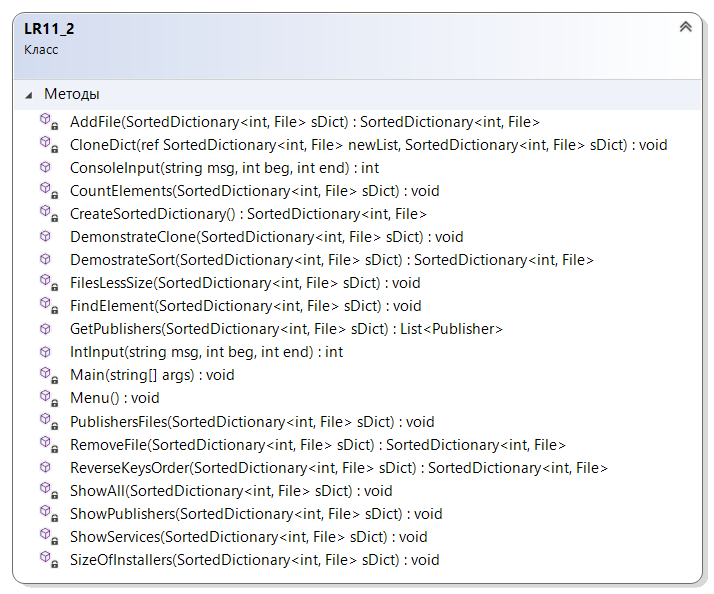 LR11_2
Класс
Методы
AddFile(SortedDictionary<int, File> sDict) : SortedDictionary<int, File>
CloneDict(ref SortedDictionary<int, File> newList, SortedDictionary<int, File> sDict) : void
ConsoleInput(string msg, int beg, int end) : int
CountElements(SortedDictionary<int, File> sDict) : void
CreateSortedDictionary() : SortedDictionary<int, File>
DemonstrateClone(SortedDictionary<int, File> sDict) : void
DemostrateSort(SortedDictionary<int, File> sDict) : SortedDictionary<int, File>
FilesLessSize(SortedDictionary<int, File> sDict) : void
FindElement(SortedDictionary<int, File> sDict) : void
GetPublishers(SortedDictionary<int, File> sDict) : List<Publisher>
IntInput(string msg, int beg, int end) : int
Main(string[] args) : void
Menu() : void
PublishersFiles(SortedDictionary<int, File> sDict) : void
RemoveFile(SortedDictionary<int, File> sDict) : SortedDictionary<int, File>
ReverseKeysOrder(SortedDictionary<int, File> sDict) : SortedDictionary<int, File>
ShowAll(SortedDictionary<int, File> sDict) : void
ShowPublishers(SortedDictionary<int, File> sDict) : void
ShowServices(SortedDictionary<int, File> sDict) : void
SizeOfInstallers(SortedDictionary<int, File> sDict) : void